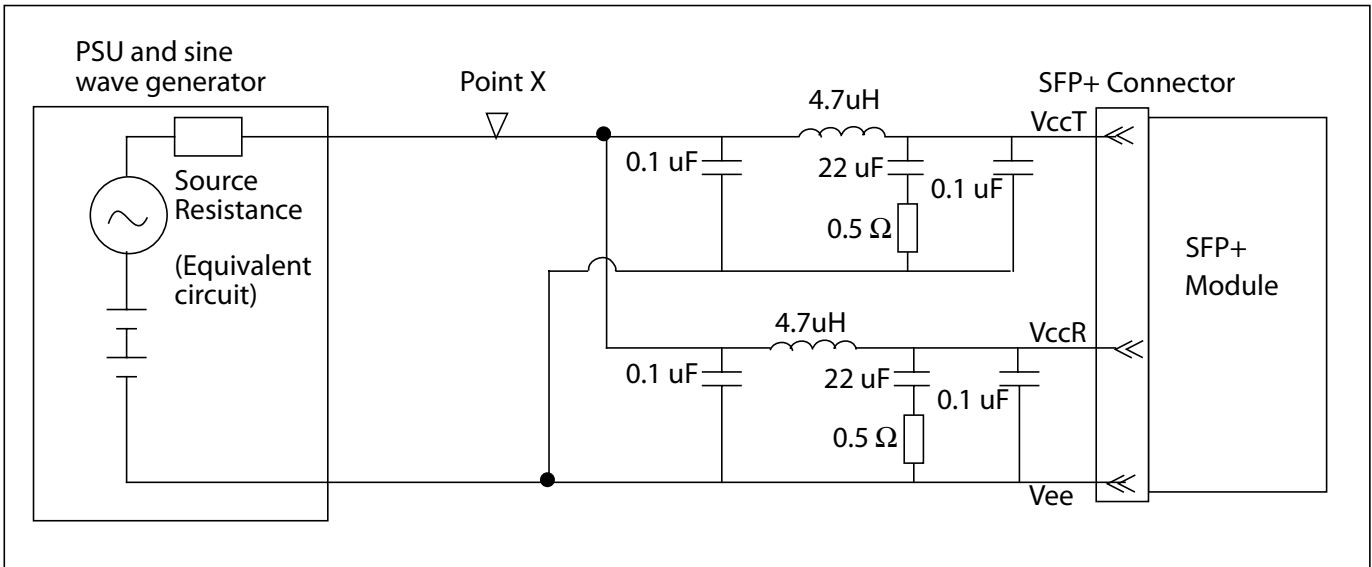 PSU and sine
wave generator
Point X
SFP+ Connector
4.7uH
VccT
0.1 uF
22 uF
0.1 uF
Source
Resistance
0.5 Ω
(Equivalent
circuit)
SFP+
Module
4.7uH
VccR
0.1 uF
22 uF
0.1 uF
0.5 Ω
Vee